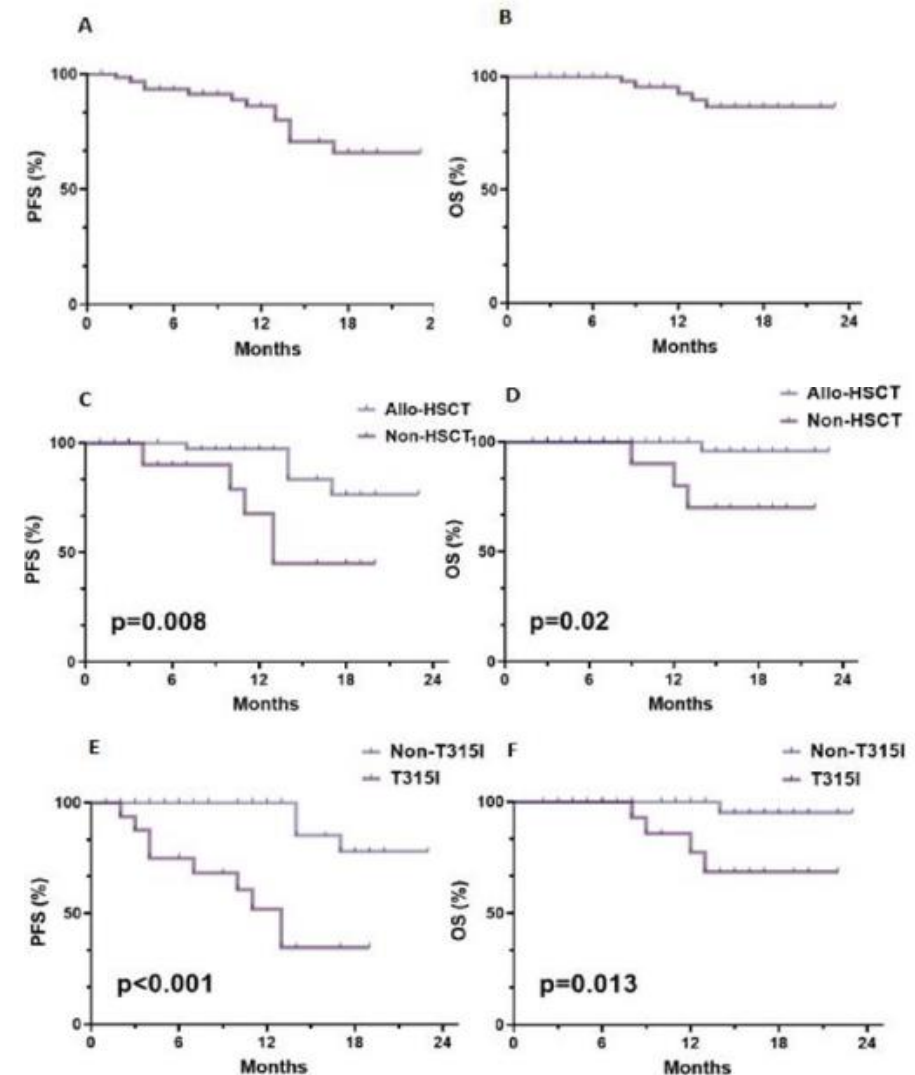 A
100
50
0
PFS (%)
0 6 12 18 2
Months
B
100
50
0
OS (%)
0 6 12 18 24
Months
C
Allo-HSCT
Non-HSCT
100
50
0
PFS (%)
p=0.008
0 6 12 18 24
Months
D
Allo-HSCT
Non-HSCT
100
50
0
OS (%)
p=0.02
0 6 12 18 24
Months
E
Non-T315I
T315I
100
50
0
PFS (%)
p<0.001
0 6 12 18 24
Months
F
Non-T315I
T315I
100
50
0
OS (%)
p=0.013
0 6 12 18 24
Months